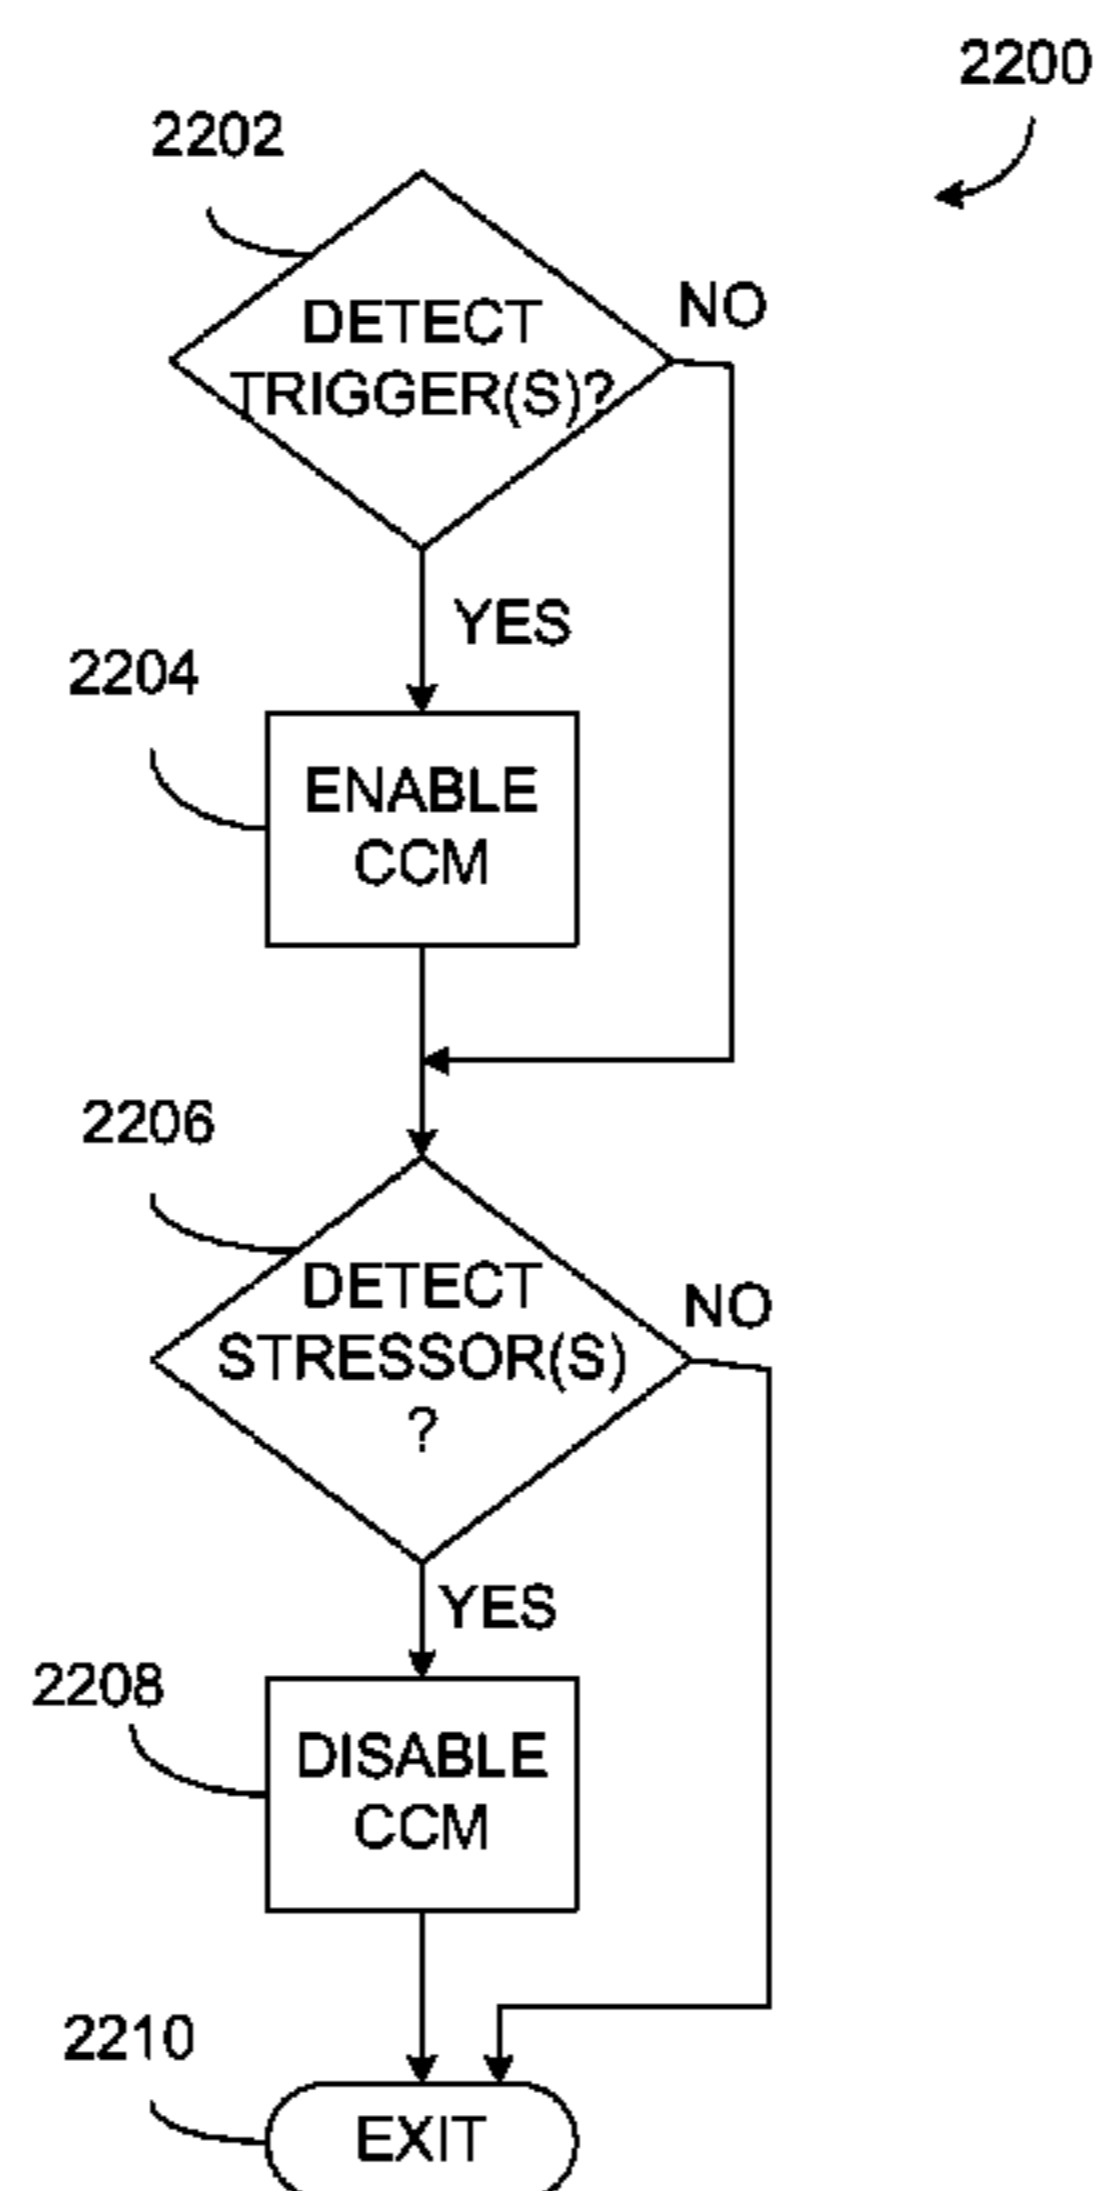 2200
2202
DETECT
TRIGGER(S)?
NO
YES
2204
ENABLE
CCM
2206
DETECT
STRESSOR(S)
?
NO
YES
2208
DISABLE
CCM
2210
EXIT